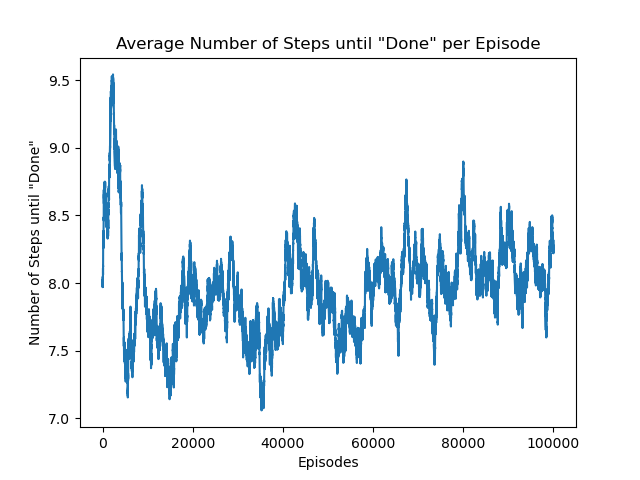 Average Number of Steps until "Done" per Episode
9.5
9.0
8.5
8.0
7.5
7.0
Number of Steps until "Done"
0 20000 40000 60000 80000 100000
Episodes